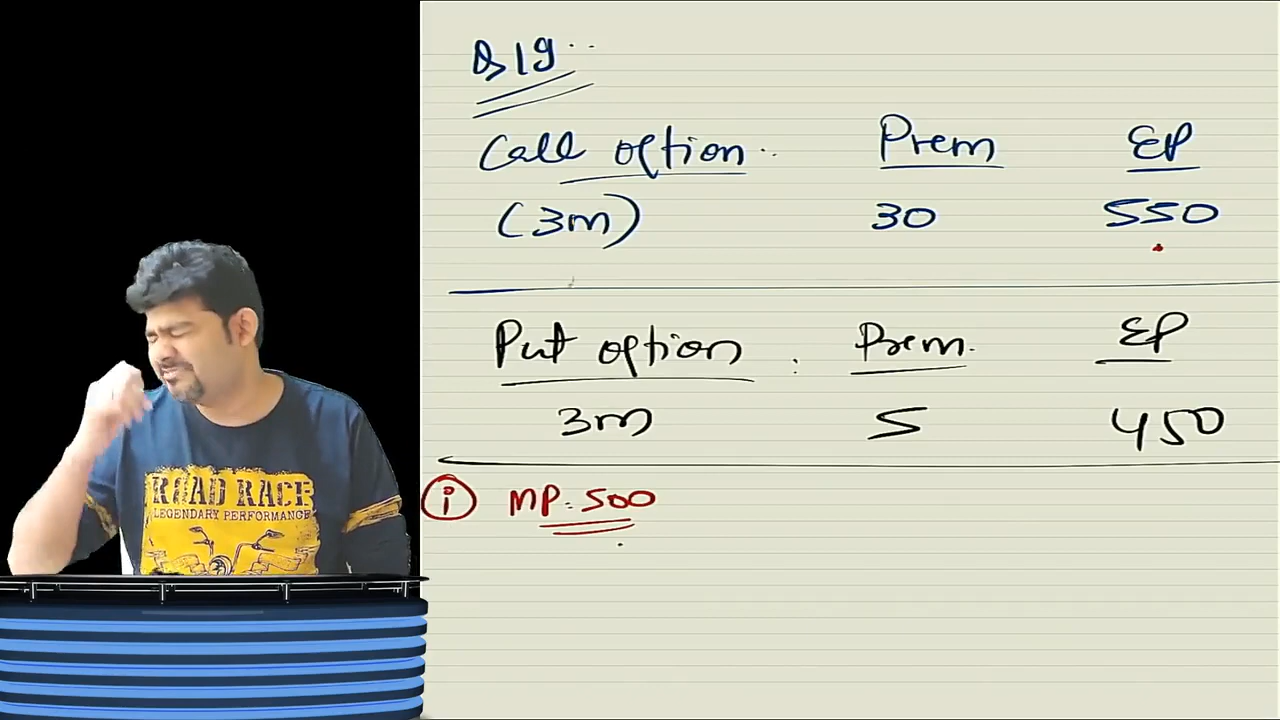 Q19..
Call option.. Prem EP
(3m) 30 550
Put option : Prem. EP
3m 5 450
(i) MP = 500
ROAD RACE
LEGENDARY PERFORMANCE